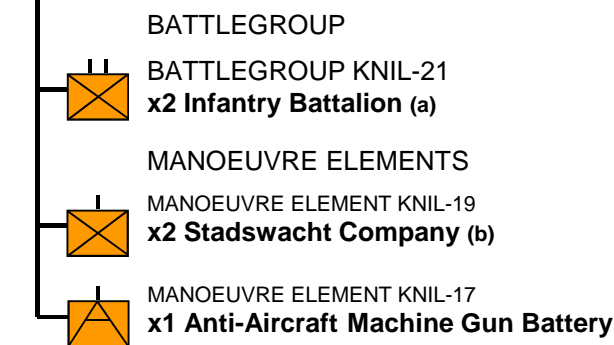 BATTLEGROUP
BATTLEGROUP KNIL-21
x2 Infantry Battalion (a)
MANOEUVRE ELEMENTS
MANOEUVRE ELEMENT KNIL-19
x2 Stadswacht Company (b)
MANOEUVRE ELEMENT KNIL-17
x1 Anti-Aircraft Machine Gun Battery